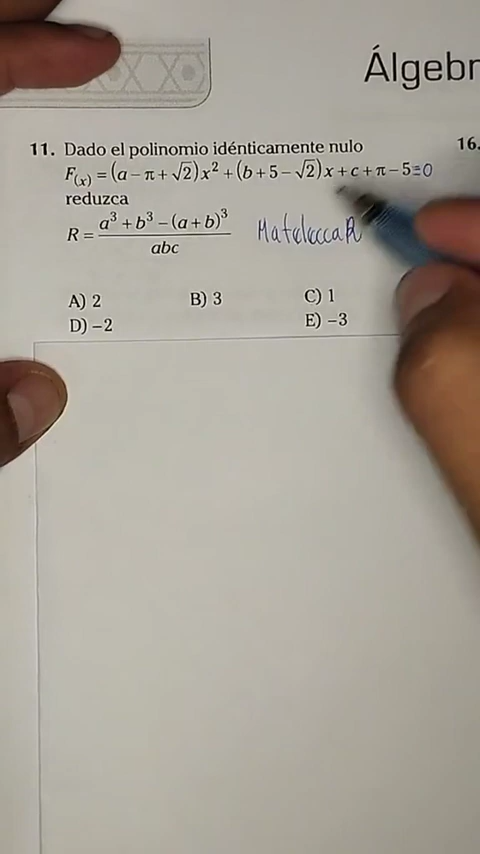 Álgebr
11. Dado el polinomio idénticamente nulo
16.
F(x) = (a − π + √2)x² + (b + 5 − √2)x + c + π − 5 ≡ 0
reduzca
R = (a³ + b³ − (a + b)³) / abc
A) 2 B) 3 C) 1
D) −2 E) −3